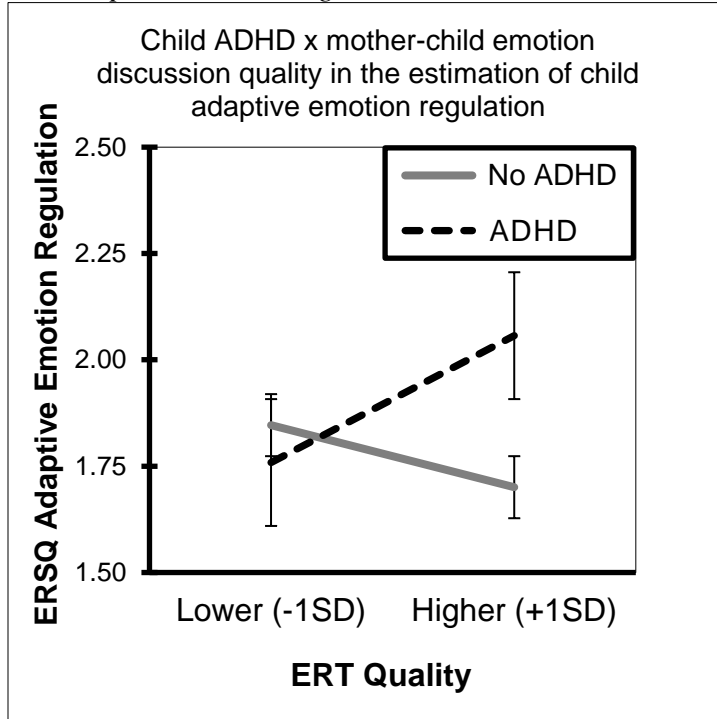 Child ADHD x mother-child emotion
discussion quality in the estimation of child
adaptive emotion regulation
2.50
2.25
2.00
1.75
1.50
ERSQ Adaptive Emotion Regulation
No ADHD
ADHD
Lower (-1SD) Higher (+1SD)
ERT Quality